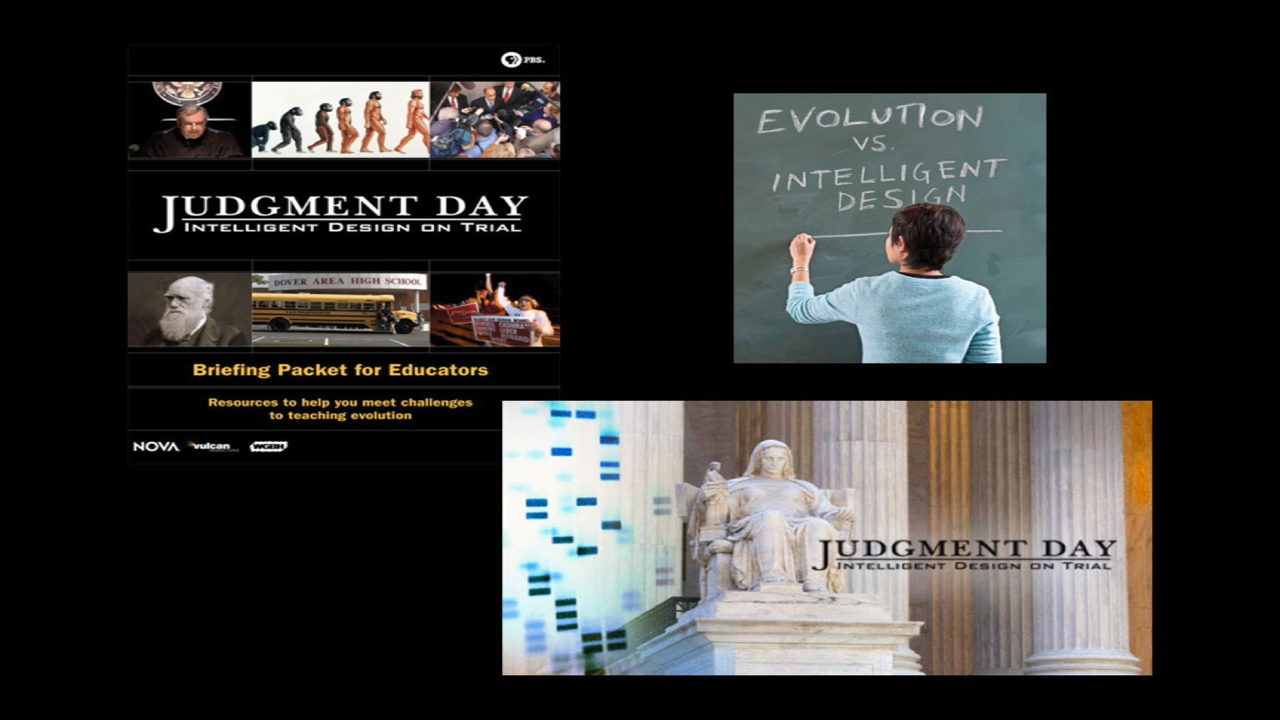 PBS.
JUDGMENT DAY
INTELLIGENT DESIGN ON TRIAL
DOVER AREA HIGH SCHOOL
Briefing Packet for Educators
Resources to help you meet challenges
to teaching evolution
NOVA vulcan WGBH
EVOLUTION
VS.
INTELLIGENT
DESIGN
JUDGMENT DAY
INTELLIGENT DESIGN ON TRIAL